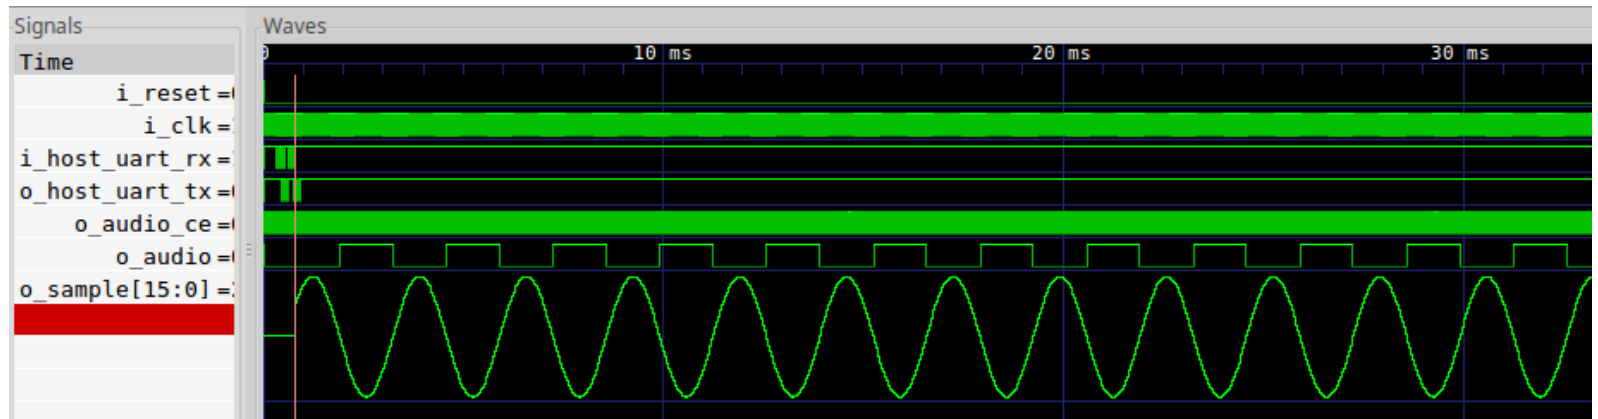 Signals
Waves
Time
0 10 ms 20 ms 30 ms
i_reset =
i_clk =
i_host_uart_rx =
o_host_uart_tx =
o_audio_ce =
o_audio =
o_sample[15:0] =